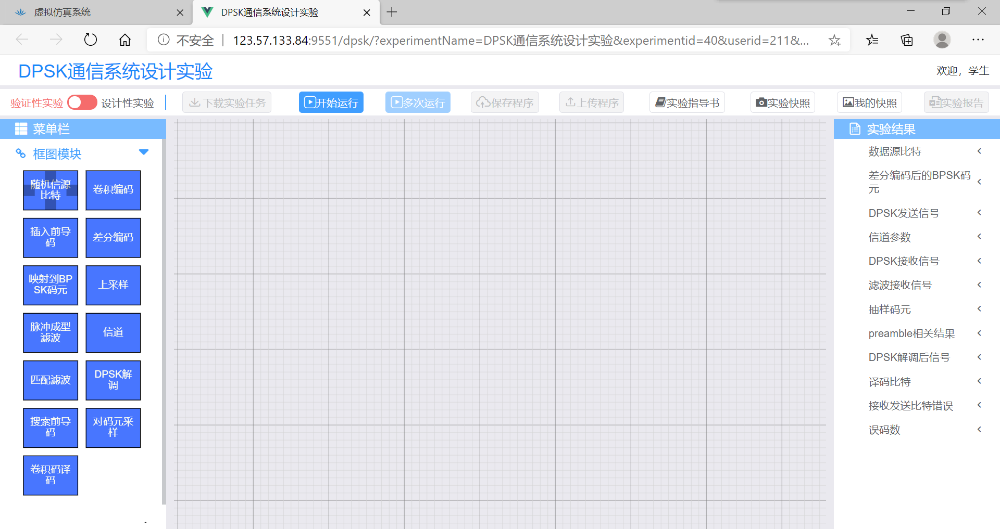 虚拟仿真系统
DPSK通信系统设计实验
不安全
123.57.133.84:9551/dpsk/?experimentName=DPSK通信系统设计实验&experimentid=40&userid=211&...
DPSK通信系统设计实验
欢迎，学生
验证性实验
设计性实验
下载实验任务
开始运行
多次运行
保存程序
上传程序
实验指导书
实验快照
我的快照
实验报告
菜单栏
框图模块
随机信源
比特
卷积编码
插入前导
码
差分编码
映射到BP
SK码元
上采样
脉冲成型
滤波
信道
匹配滤波
DPSK解
调
搜索前导
码
对码元采
样
卷积码译
码
实验结果
数据源比特
差分编码后的BPSK码
元
DPSK发送信号
信道参数
DPSK接收信号
滤波接收信号
抽样码元
preamble相关结果
DPSK解调后信号
译码比特
接收发送比特错误
误码数